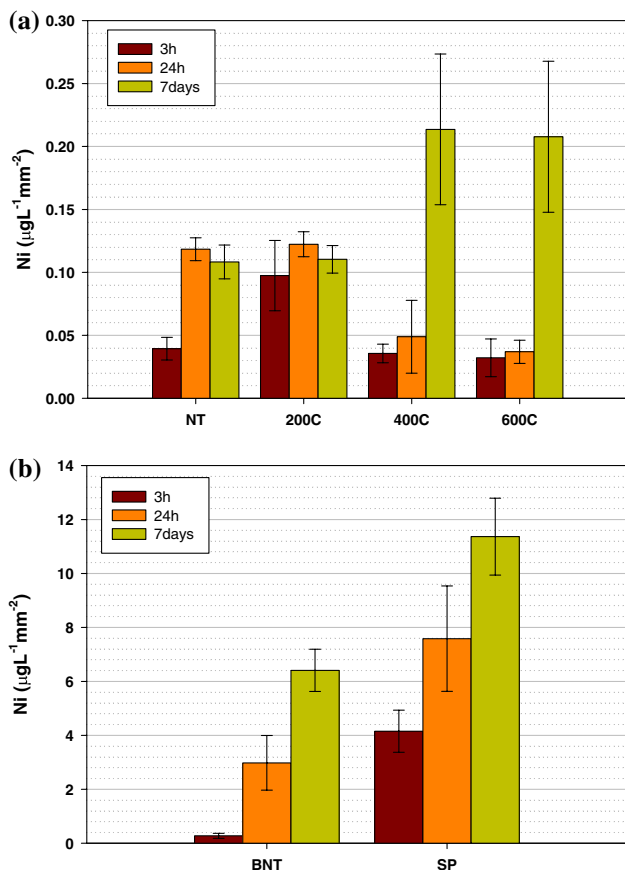 (a)
0.30
0.25
0.20
0.15
0.10
0.05
0.00
Ni (μgL⁻¹mm⁻²)
3h
24h
7days
NT 200C 400C 600C
(b)
14
12
10
8
6
4
2
0
Ni (μgL⁻¹mm⁻²)
3h
24h
7days
BNT SP